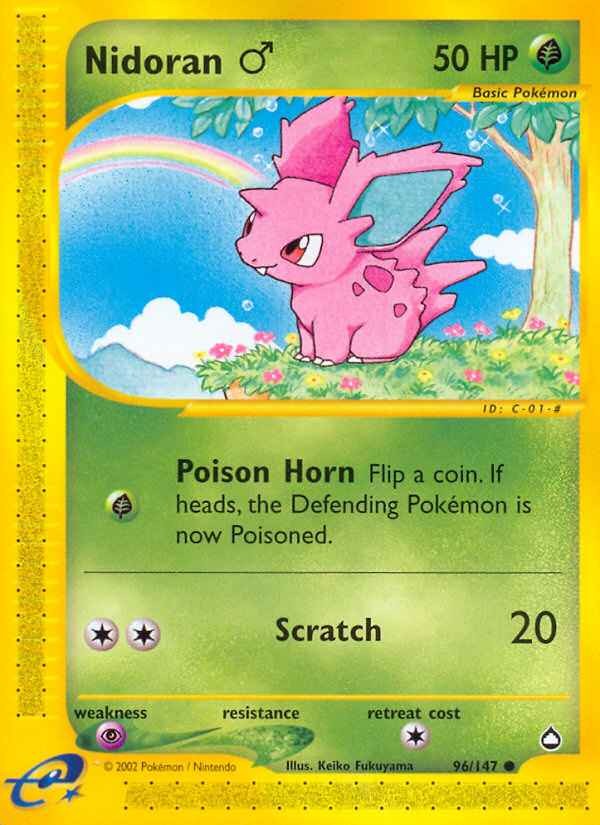 Nidoran ♂ 50 HP
Basic Pokémon
ID: C-01-#
Poison Horn Flip a coin. If
heads, the Defending Pokémon is
now Poisoned.
Scratch 20
weakness resistance retreat cost
© 2002 Pokémon / Nintendo Illus. Keiko Fukuyama 96/147 ●
e